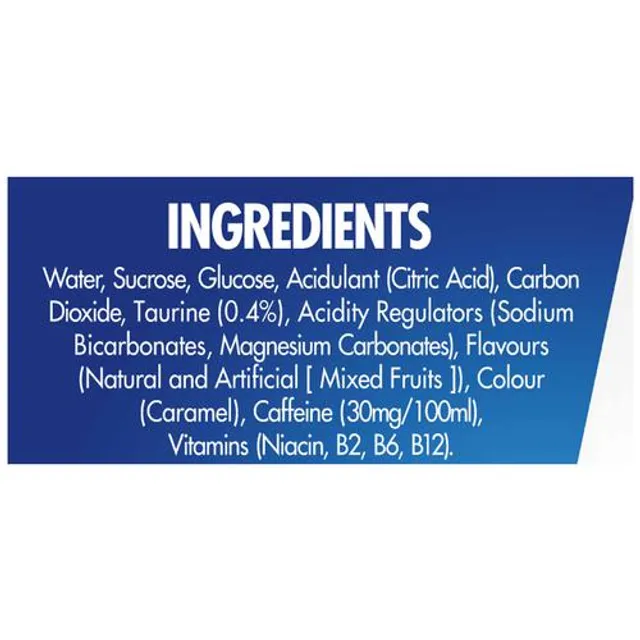 INGREDIENTS
Water, Sucrose, Glucose, Acidulant (Citric Acid), Carbon
Dioxide, Taurine (0.4%), Acidity Regulators (Sodium
Bicarbonates, Magnesium Carbonates), Flavours
(Natural and Artificial [ Mixed Fruits ]), Colour
(Caramel), Caffeine (30mg/100ml),
Vitamins (Niacin, B2, B6, B12).